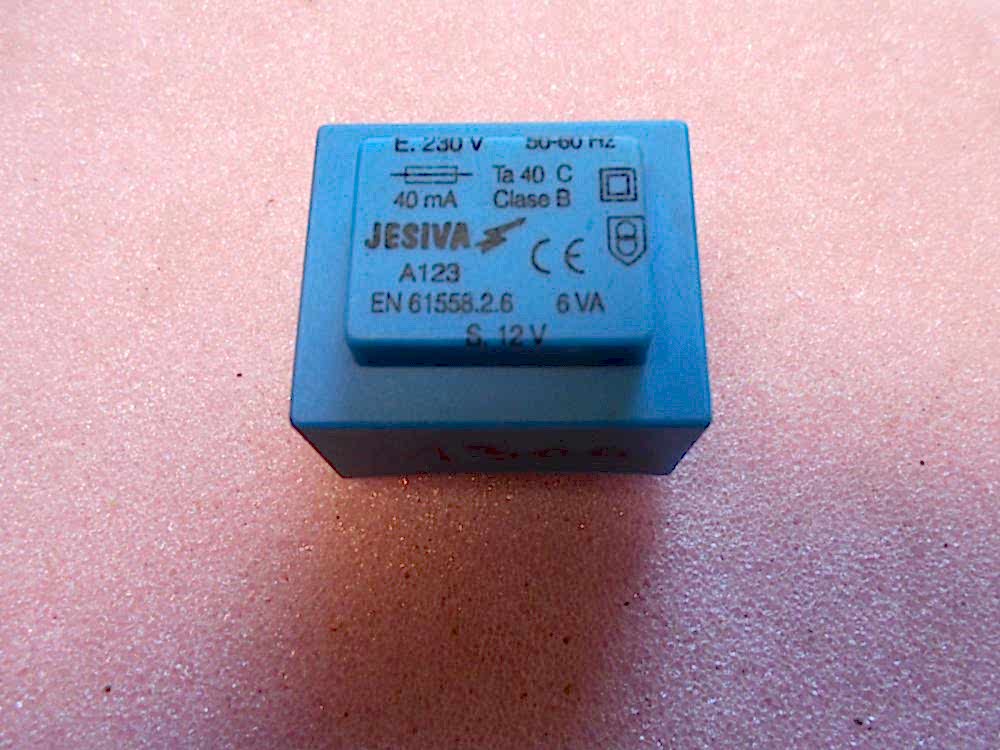 E. 230 V 50-60 Hz
Ta 40 C
40 mA Clase B
JESIVA
CE
A123
EN 61558.2.6 6 VA
S. 12 V